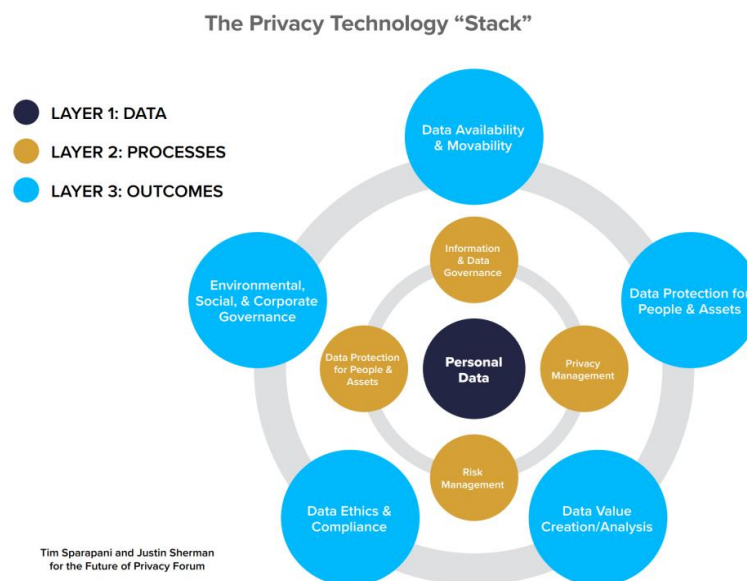 The Privacy Technology “Stack”
LAYER 1: DATA
LAYER 2: PROCESSES
LAYER 3: OUTCOMES
Data Availability
& Movability
Information
& Data
Governance
Environmental,
Social, & Corporate
Governance
Data Protection for
People & Assets
Data Protection
for People &
Assets
Personal
Data
Privacy
Management
Risk
Management
Data Ethics &
Compliance
Data Value
Creation/Analysis
Tim Sparapani and Justin Sherman
for the Future of Privacy Forum